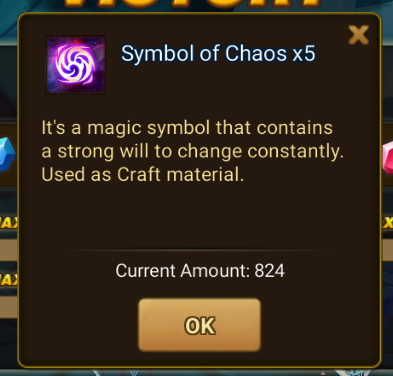 VICTORY
Symbol of Chaos x5
X
It's a magic symbol that contains
a strong will to change constantly.
Used as Craft material.
Current Amount: 824
OK